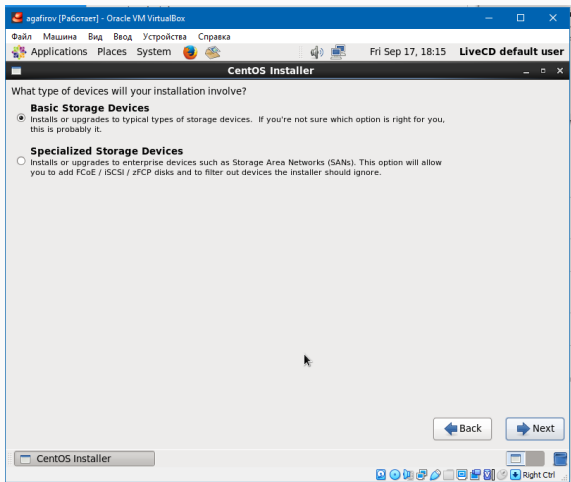 agafirov [Работает] - Oracle VM VirtualBox
Файл Машина Вид Ввод Устройства Справка
Applications Places System Fri Sep 17, 18:15 LiveCD default user
CentOS Installer
What type of devices will your installation involve?
Basic Storage Devices
Installs or upgrades to typical types of storage devices. If you're not sure which option is right for you,
this is probably it.
Specialized Storage Devices
Installs or upgrades to enterprise devices such as Storage Area Networks (SANs). This option will allow
you to add FCoE / iSCSI / zFCP disks and to filter out devices the installer should ignore.
Back Next
CentOS Installer
Right Ctrl